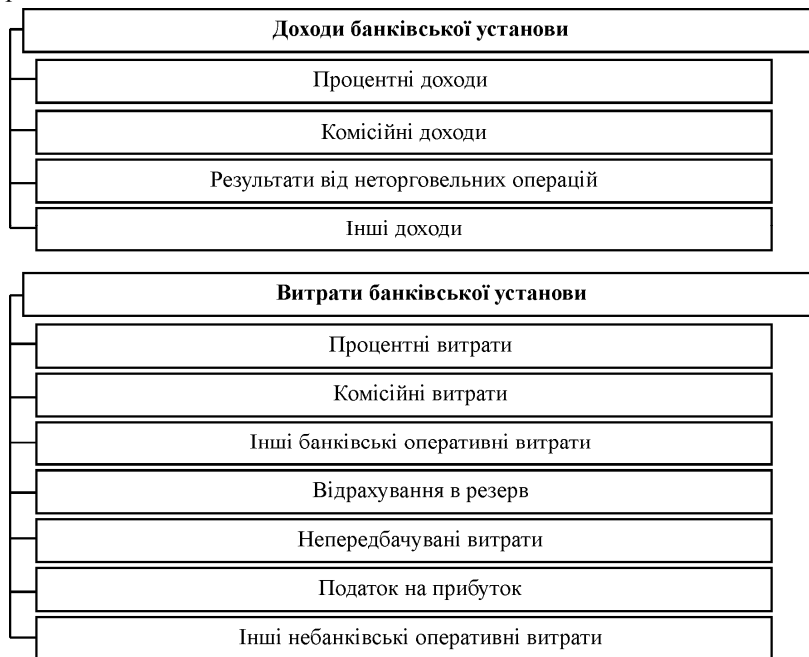 Доходи банківської установи
Процентні доходи
Комісійні доходи
Результати від неторговельних операцій
Інші доходи
Витрати банківської установи
Процентні витрати
Комісійні витрати
Інші банківські оперативні витрати
Відрахування в резерв
Непередбачувані витрати
Податок на прибуток
Інші небанківські оперативні витрати